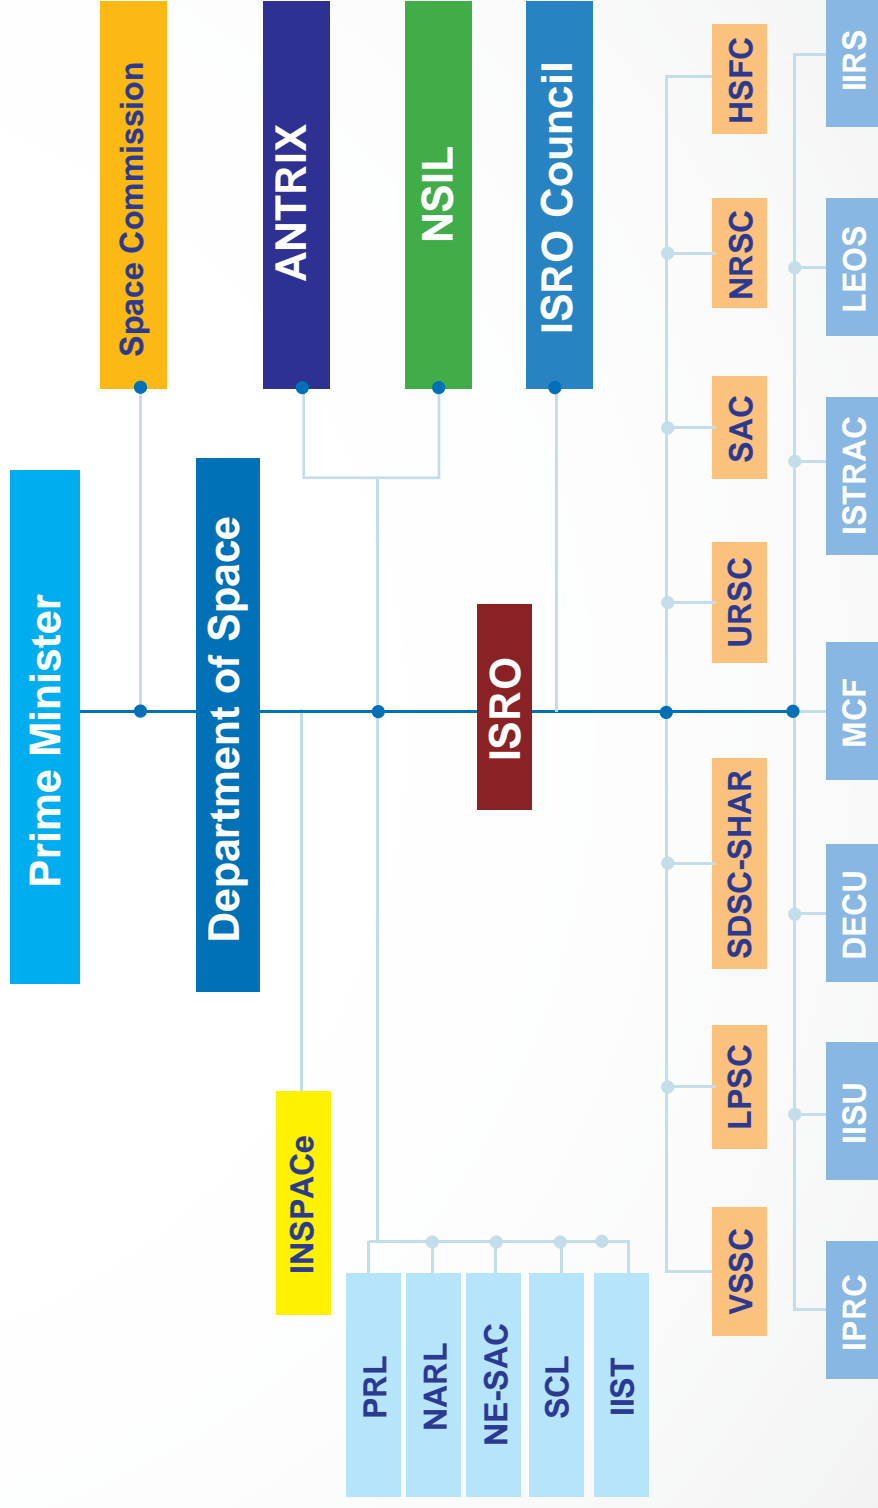 Prime Minister
Space Commission
Department of Space
INSPACe
ANTRIX
NSIL
PRL
NARL
NE-SAC
SCL
IIST
ISRO
ISRO Council
VSSC
LPSC
SDSC-SHAR
URSC
SAC
NRSC
HSFC
IPRC
IISU
DECU
MCF
ISTRAC
LEOS
IIRS